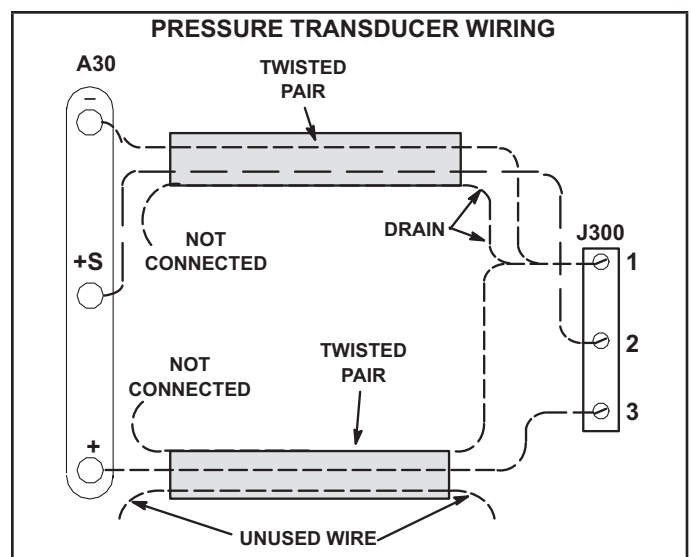 PRESSURE TRANSDUCER WIRING
A30
TWISTED
PAIR
–
DRAIN
J300
NOT
CONNECTED
+S
1
2
NOT
CONNECTED
TWISTED
PAIR
3
+
UNUSED WIRE